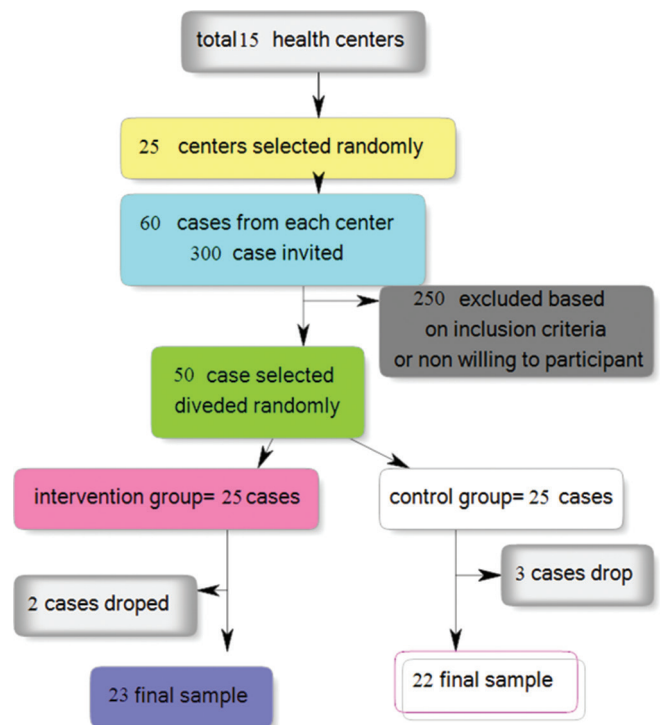 total 15 health centers
25 centers selected randomly
60 cases from each center
300 case invited
250 excluded based
on inclusion criteria
or non willing to participant
50 case selected
diveded randomly
intervention group= 25 cases
control group= 25 cases
3 cases drop
2 cases droped
23 final sample
22 final sample